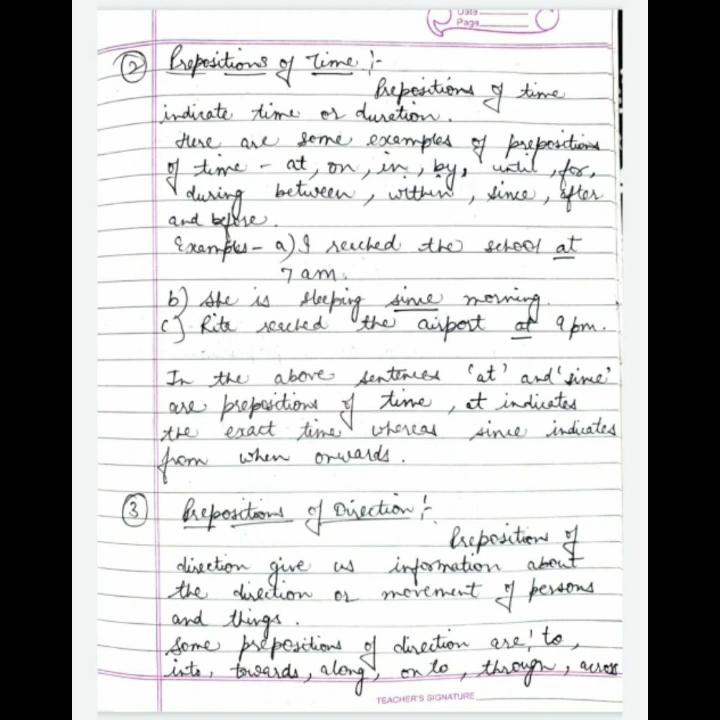 Date
Page
② Prepositions of Time :-
Prepositions of time
indicate time or duration.
Here are some examples of prepositions
of time - at, on, in, by, until, for,
during between, within, since, after
and before.
Examples- a) I reached the school at
7 am.
b) She is sleeping since morning.
c) Rita reached the airport at 9 pm.
In the above sentences 'at' and 'since'
are prepositions of time, at indicates
the exact time whereas since indicates
from when onwards.
③ Prepositions of Direction :-
Prepositions of
direction give us information about
the direction or movement of persons
and things.
Some prepositions of direction are: to,
into, towards, along, on to, through, across
TEACHER'S SIGNATURE